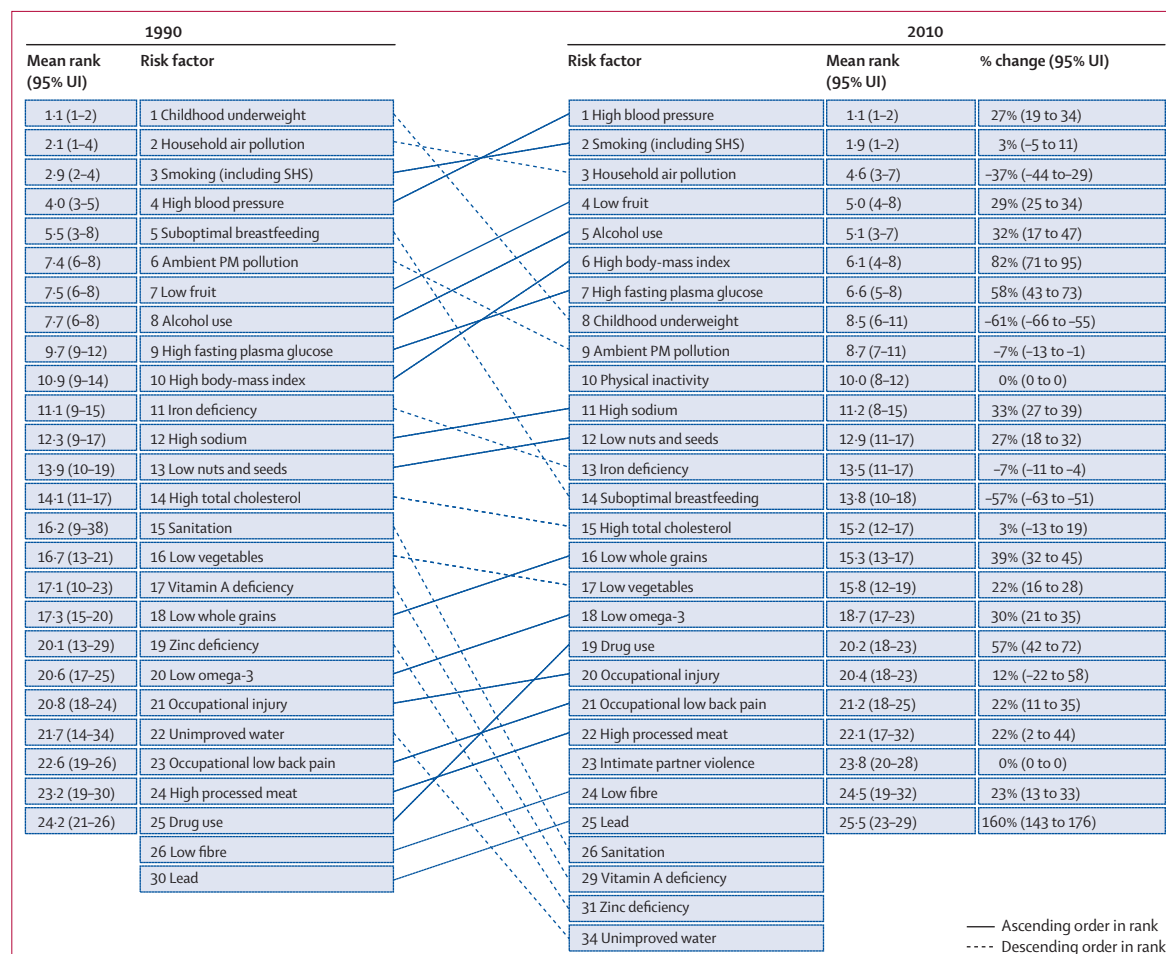 1990
Mean rank (95% UI) Risk factor
1·1 (1–2) 1 Childhood underweight
2·1 (1–4) 2 Household air pollution
2·9 (2–4) 3 Smoking (including SHS)
4·0 (3–5) 4 High blood pressure
5·5 (3–8) 5 Suboptimal breastfeeding
7·4 (6–8) 6 Ambient PM pollution
7·5 (6–8) 7 Low fruit
7·7 (6–8) 8 Alcohol use
9·7 (9–12) 9 High fasting plasma glucose
10·9 (9–14) 10 High body-mass index
11·1 (9–15) 11 Iron deficiency
12·3 (9–17) 12 High sodium
13·9 (10–19) 13 Low nuts and seeds
14·1 (11–17) 14 High total cholesterol
16·2 (9–38) 15 Sanitation
16·7 (13–21) 16 Low vegetables
17·1 (10–23) 17 Vitamin A deficiency
17·3 (15–20) 18 Low whole grains
20·1 (13–29) 19 Zinc deficiency
20·6 (17–25) 20 Low omega-3
20·8 (18–24) 21 Occupational injury
21·7 (14–34) 22 Unimproved water
22·6 (19–26) 23 Occupational low back pain
23·2 (19–30) 24 High processed meat
24·2 (21–26) 25 Drug use
26 Low fibre
30 Lead
2010
Risk factor Mean rank (95% UI) % change (95% UI)
1 High blood pressure 1·1 (1–2) 27% (19 to 34)
2 Smoking (including SHS) 1·9 (1–2) 3% (–5 to 11)
3 Household air pollution 4·6 (3–7) –37% (–44 to–29)
4 Low fruit 5·0 (4–8) 29% (25 to 34)
5 Alcohol use 5·1 (3–7) 32% (17 to 47)
6 High body-mass index 6·1 (4–8) 82% (71 to 95)
7 High fasting plasma glucose 6·6 (5–8) 58% (43 to 73)
8 Childhood underweight 8·5 (6–11) –61% (–66 to –55)
9 Ambient PM pollution 8·7 (7–11) –7% (–13 to –1)
10 Physical inactivity 10·0 (8–12) 0% (0 to 0)
11 High sodium 11·2 (8–15) 33% (27 to 39)
12 Low nuts and seeds 12·9 (11–17) 27% (18 to 32)
13 Iron deficiency 13·5 (11–17) –7% (–11 to –4)
14 Suboptimal breastfeeding 13·8 (10–18) –57% (–63 to –51)
15 High total cholesterol 15·2 (12–17) 3% (–13 to 19)
16 Low whole grains 15·3 (13–17) 39% (32 to 45)
17 Low vegetables 15·8 (12–19) 22% (16 to 28)
18 Low omega-3 18·7 (17–23) 30% (21 to 35)
19 Drug use 20·2 (18–23) 57% (42 to 72)
20 Occupational injury 20·4 (18–23) 12% (–22 to 58)
21 Occupational low back pain 21·2 (18–25) 22% (11 to 35)
22 High processed meat 22·1 (17–32) 22% (2 to 44)
23 Intimate partner violence 23·8 (20–28) 0% (0 to 0)
24 Low fibre 24·5 (19–32) 23% (13 to 33)
25 Lead 25·5 (23–29) 160% (143 to 176)
26 Sanitation
29 Vitamin A deficiency
31 Zinc deficiency
34 Unimproved water
Ascending order in rank
Descending order in rank